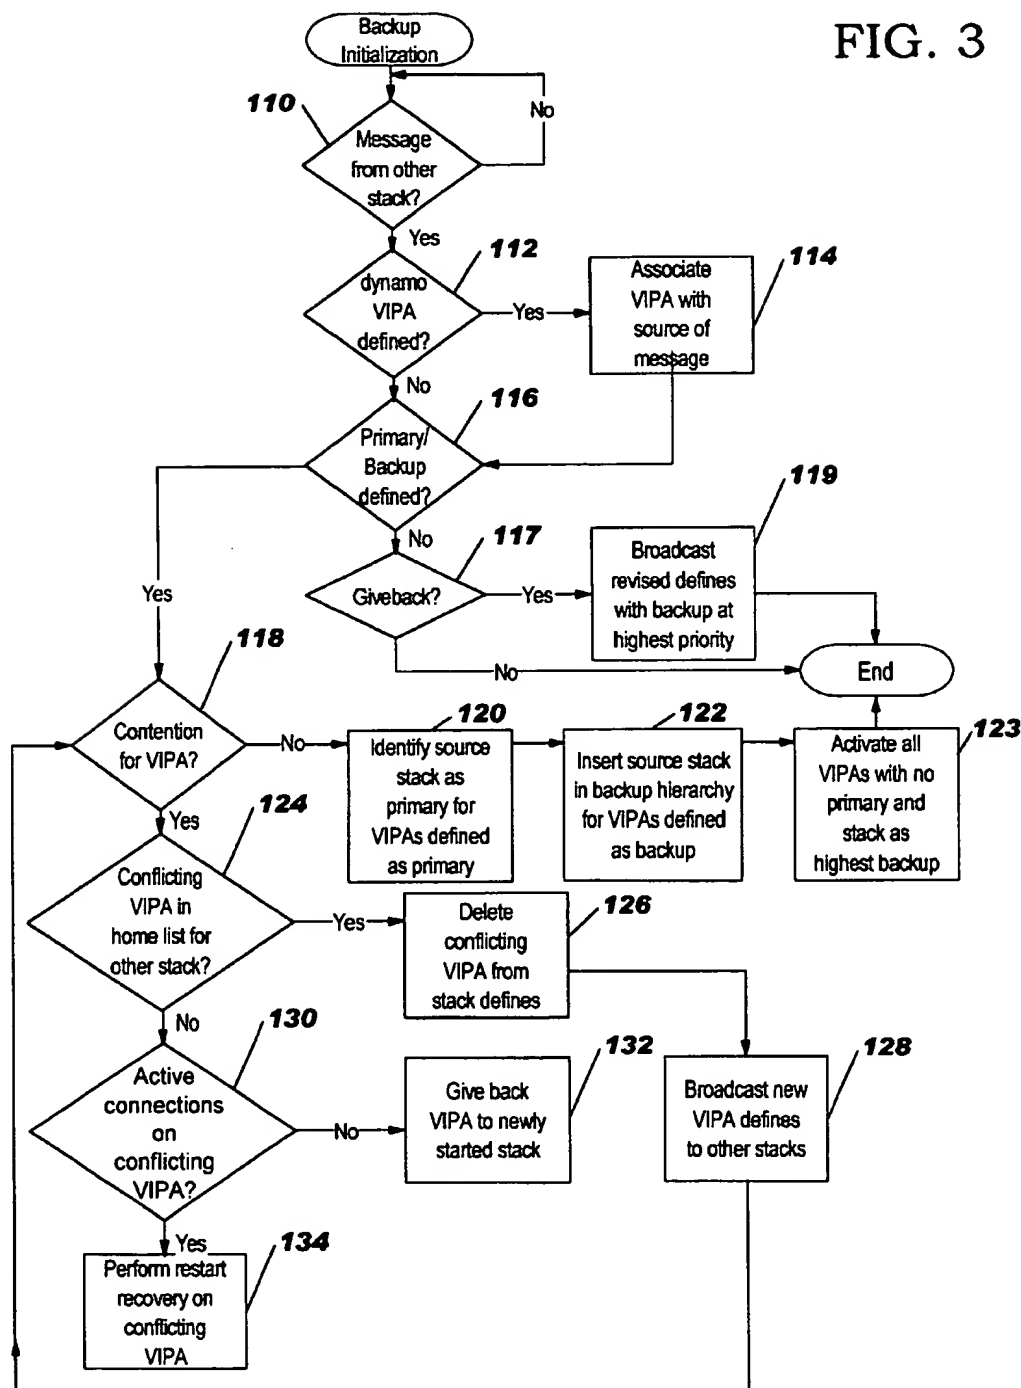 FIG. 3
Backup
Initialization
No
110
Message
from other
stack?
Yes
112
dynamo
VIPA
defined?
Yes
114
Associate
VIPA with
source of
message
No
116
Primary/
Backup
defined?
119
No
117
Giveback?
Yes
Broadcast
revised defines
with backup at
highest priority
Yes
No
End
118
Contention
for VIPA?
No
120
Identify source
stack as
primary for
VIPAs defined
as primary
122
Insert source stack
in backup hierarchy
for VIPAs defined
as backup
123
Activate all
VIPAs with no
primary and
stack as
highest backup
Yes
124
Conflicting
VIPA in
home list for
other stack?
Yes
126
Delete
conflicting
VIPA from
stack defines
No
130
Active
connections
on
conflicting
VIPA?
No
132
Give back
VIPA to newly
started stack
128
Broadcast new
VIPA defines
to other stacks
Yes
134
Perform restart
recovery on
conflicting
VIPA